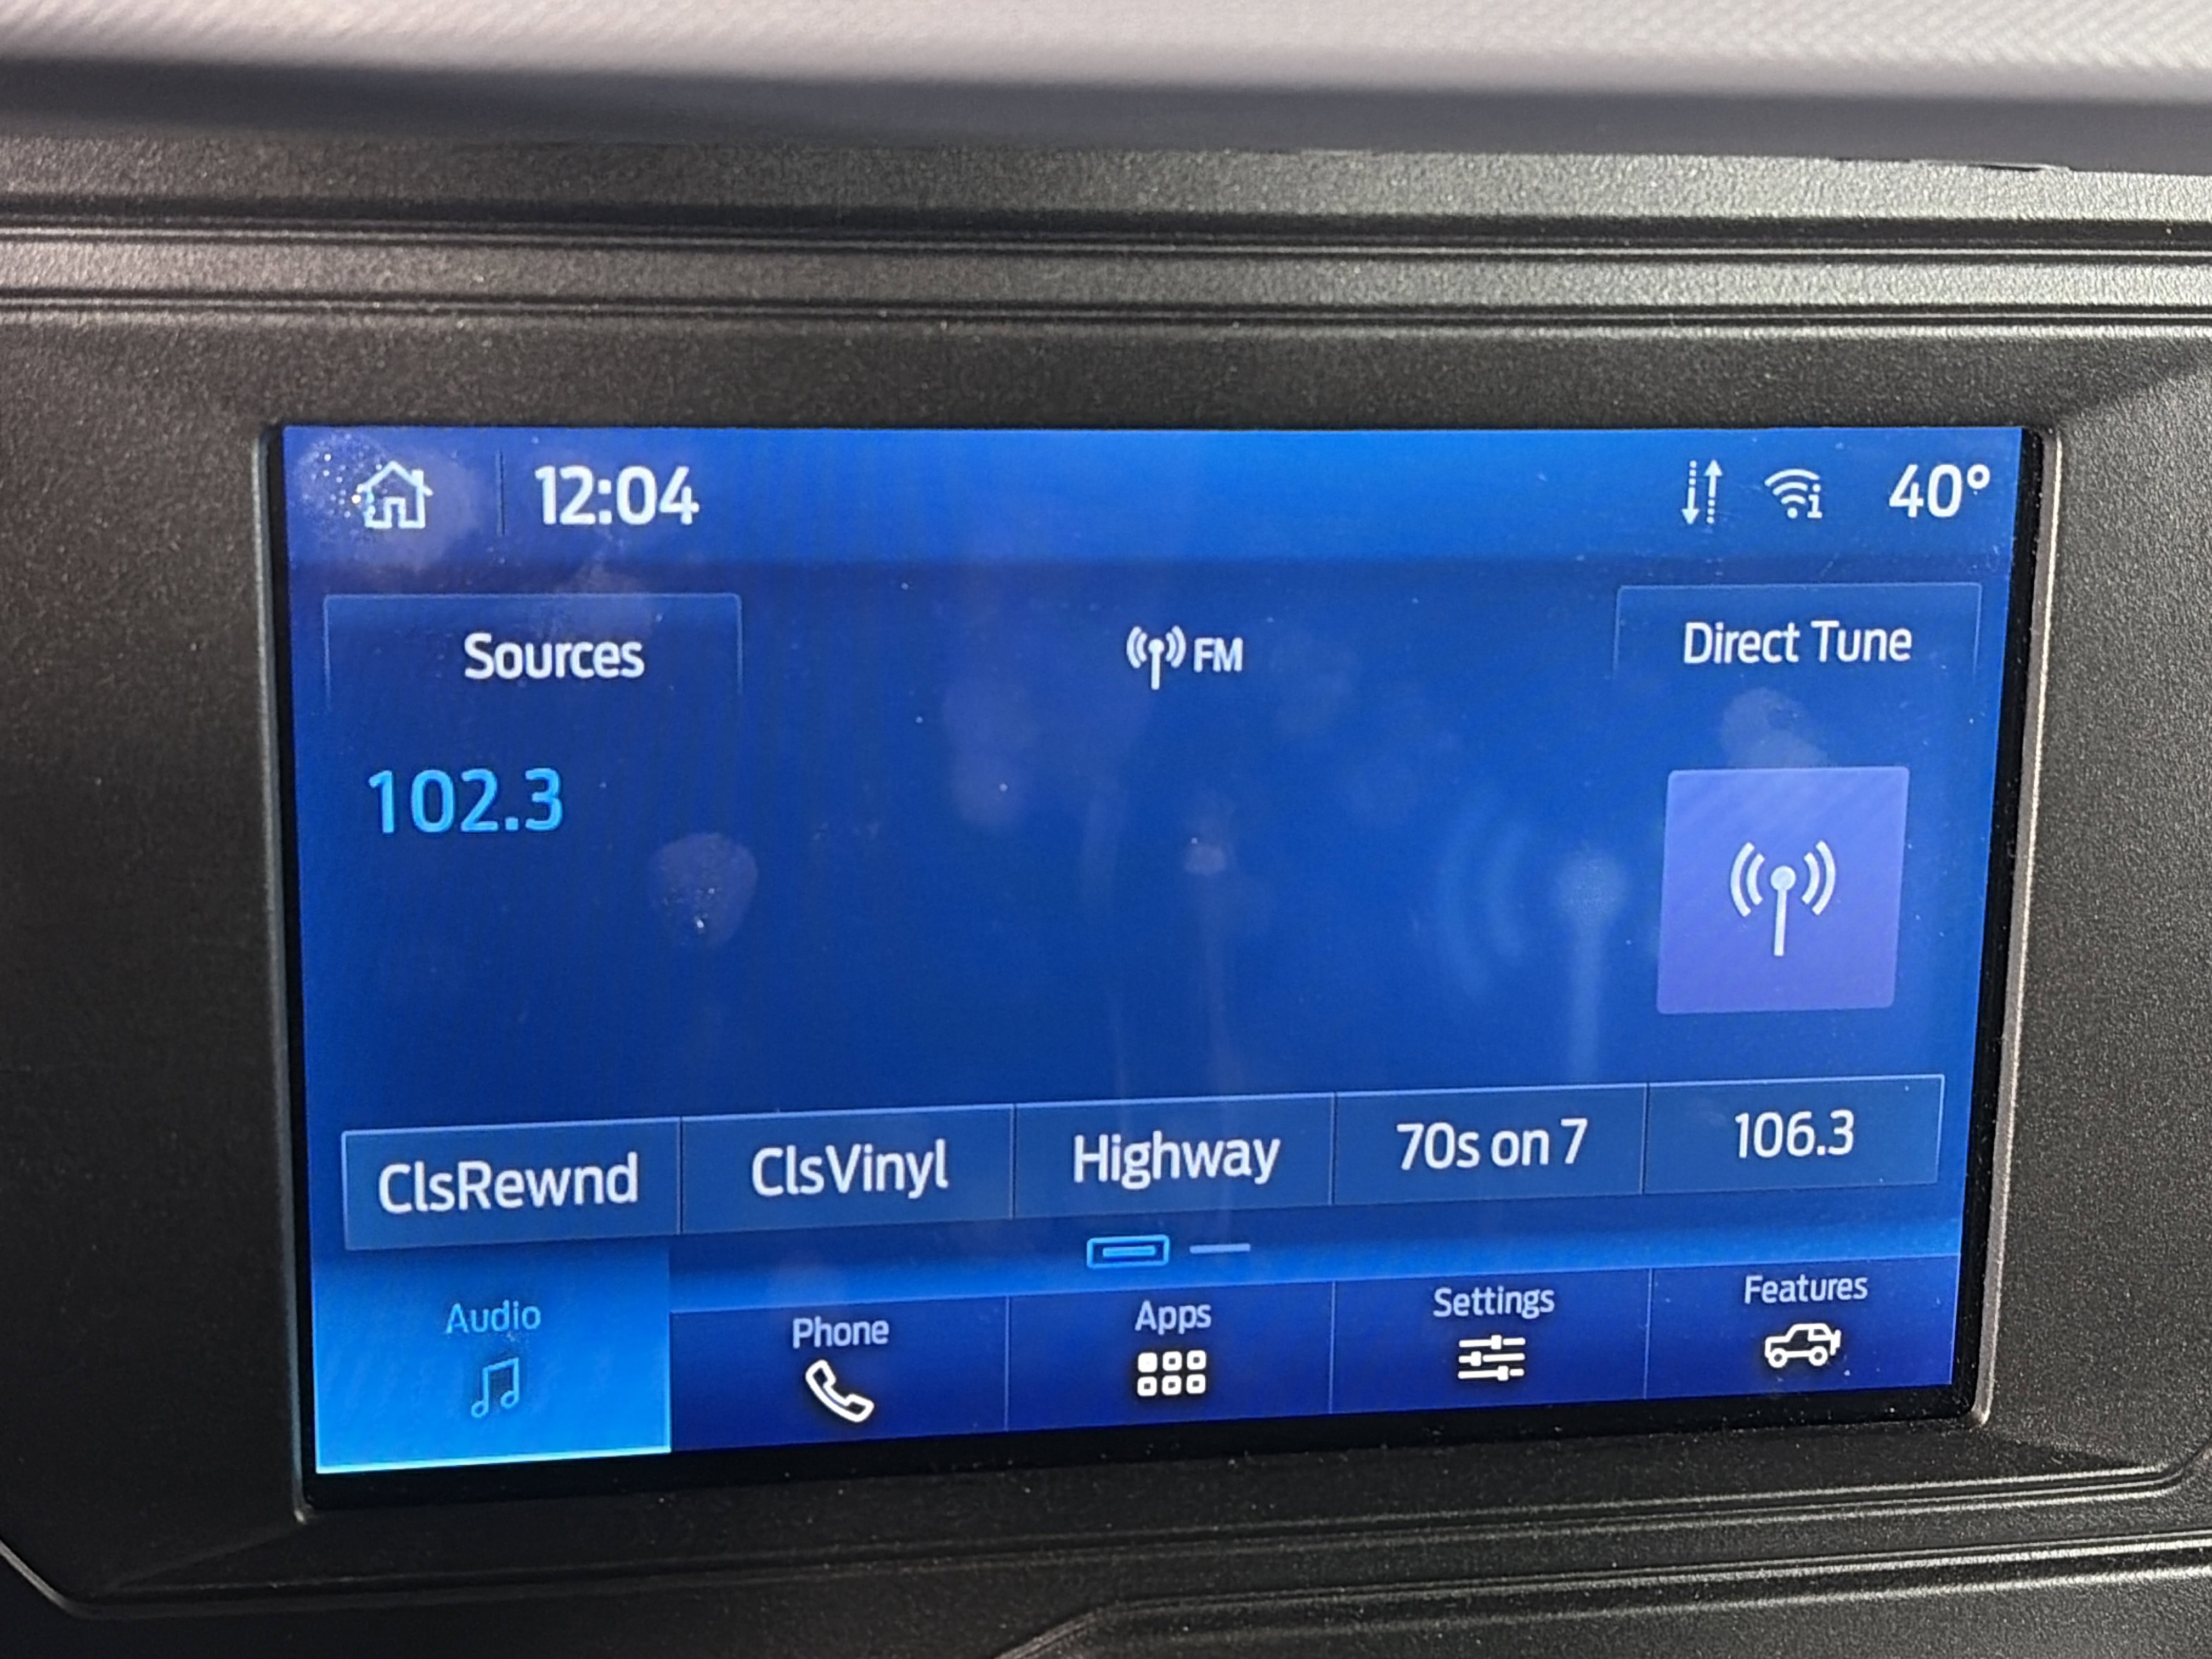 12:04
40°
Sources
FM
Direct Tune
102.3
ClsRewnd
ClsVinyl
Highway
70s on 7
106.3
Audio
Phone
Apps
Settings
Features